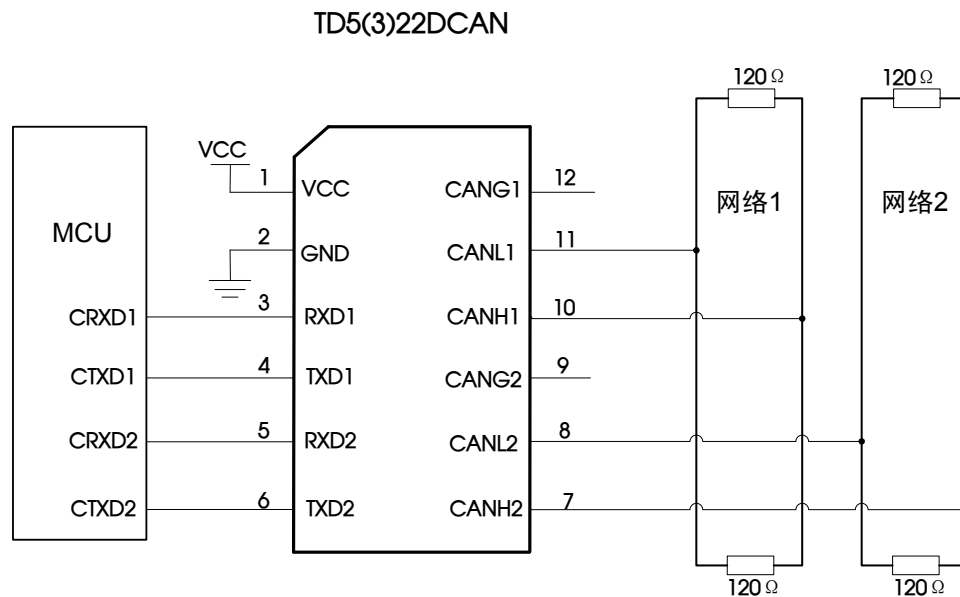 TD5(3)22DCAN
120Ω
120Ω
VCC
1
VCC
CANG1
12
网络1
网络2
MCU
2
GND
CANL1
11
CRXD1
3
RXD1
CANH1
10
CTXD1
4
TXD1
CANG2
9
CRXD2
5
RXD2
CANL2
8
CTXD2
6
TXD2
CANH2
7
120Ω
120Ω